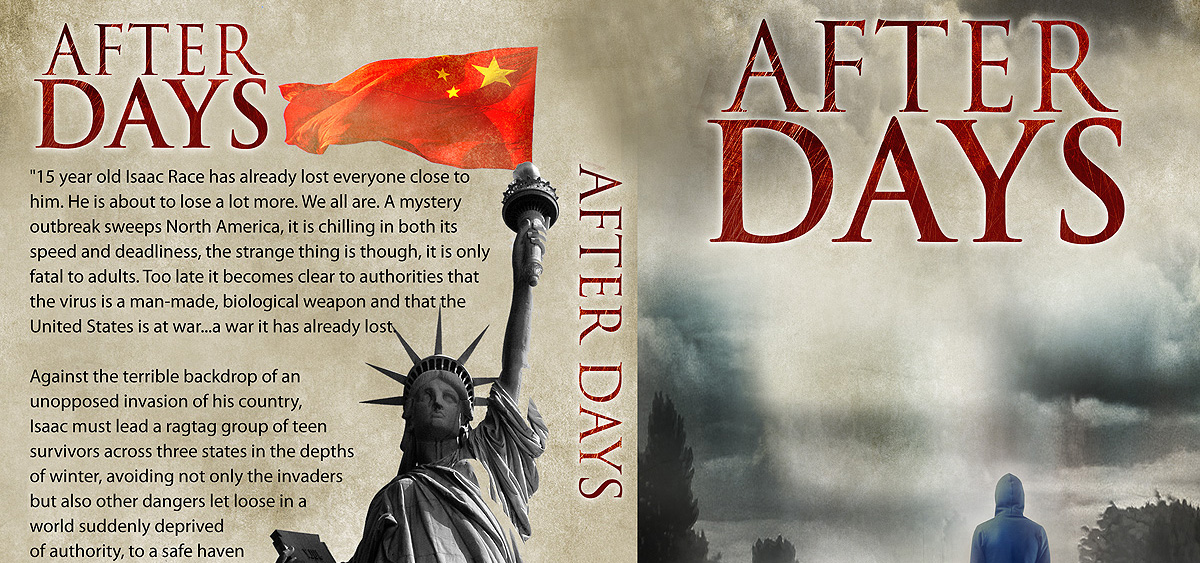 AFTER
DAYS
"15 year old Isaac Race has already lost everyone close to
him. He is about to lose a lot more. We all are. A mystery
outbreak sweeps North America, it is chilling in both its
speed and deadliness, the strange thing is though, it is only
fatal to adults. Too late it becomes clear to authorities that
the virus is a man-made, biological weapon and that the
United States is at war...a war it has already lost.
Against the terrible backdrop of an
unopposed invasion of his country,
Isaac must lead a ragtag group of teen
survivors across three states in the depths
of winter, avoiding not only the invaders
but also other dangers let loose in a
world suddenly deprived
of authority, to a safe haven
AFTER DAYS
AFTER
DAYS